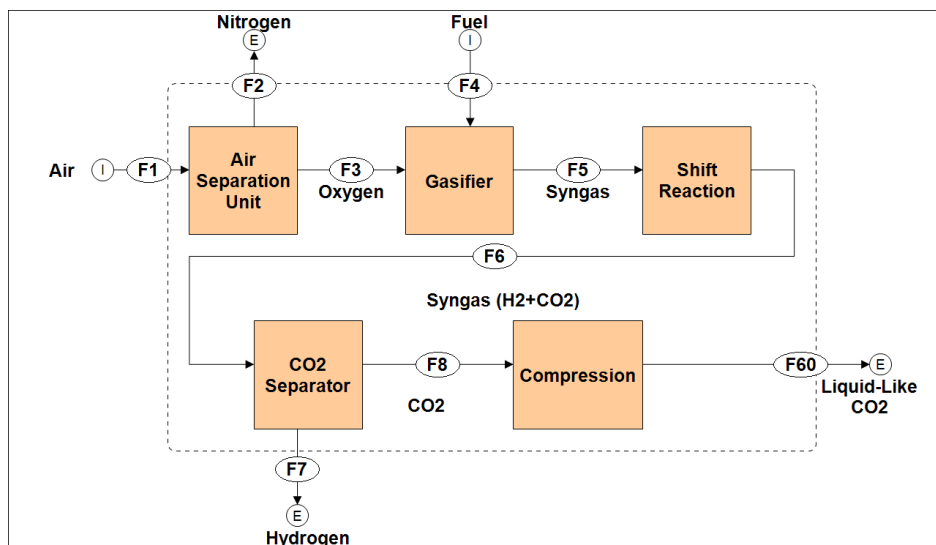 Nitrogen
Fuel
E
I
F2
F4
Air
I
F1
Air
Separation
Unit
F3
Oxygen
Gasifier
F5
Syngas
Shift
Reaction
F6
Syngas (H2+CO2)
CO2
Separator
F8
CO2
Compression
F60
E
Liquid-Like
CO2
F7
E
Hydrogen